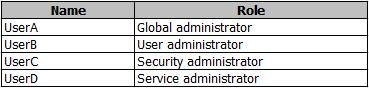 Name Role
UserA Global administrator
UserB User administrator
UserC Security administrator
UserD Service administrator